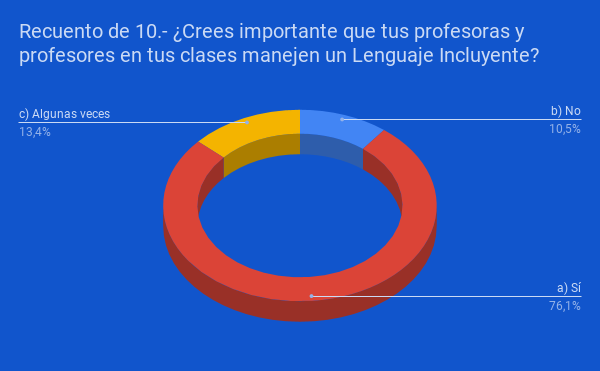 Recuento de 10.- ¿Crees importante que tus profesoras y
profesores en tus clases manejen un Lenguaje Incluyente?
c) Algunas veces
13,4%
b) No
10,5%
a) Sí
76,1%